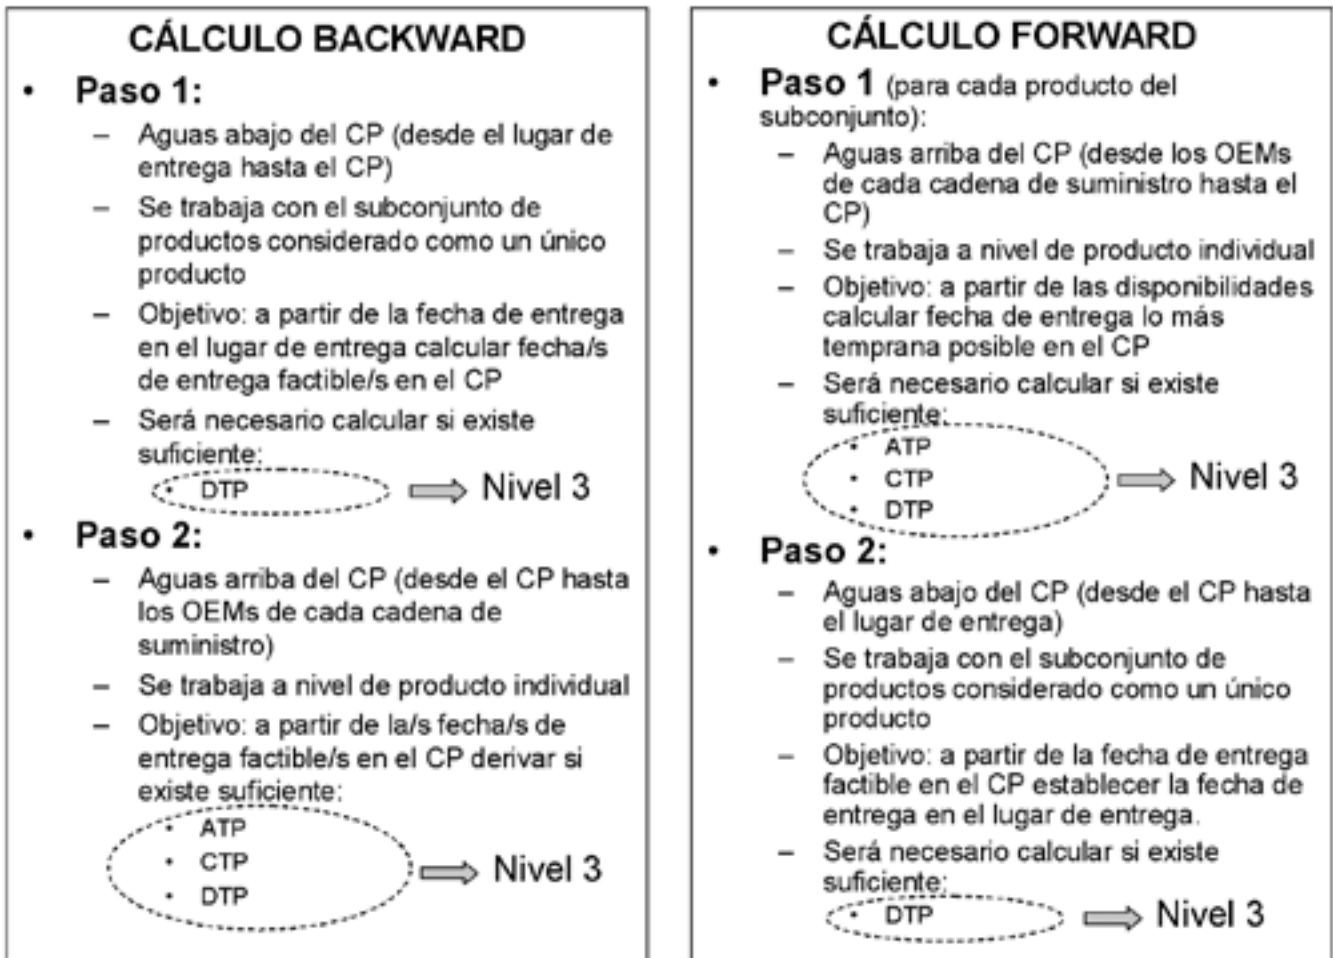 CÁLCULO BACKWARD
• Paso 1:
– Aguas abajo del CP (desde el lugar de
entrega hasta el CP)
– Se trabaja con el subconjunto de
productos considerado como un único
producto
– Objetivo: a partir de la fecha de entrega
en el lugar de entrega calcular fecha/s
de entrega factible/s en el CP
– Será necesario calcular si existe
suficiente:
• DTP
Nivel 3
• Paso 2:
– Aguas arriba del CP (desde el CP hasta
los OEMs de cada cadena de
suministro)
– Se trabaja a nivel de producto individual
– Objetivo: a partir de la/s fecha/s de
entrega factible/s en el CP derivar si
existe suficiente:
• ATP
• CTP
• DTP
Nivel 3
CÁLCULO FORWARD
• Paso 1 (para cada producto del
subconjunto):
– Aguas arriba del CP (desde los OEMs
de cada cadena de suministro hasta el
CP)
– Se trabaja a nivel de producto individual
– Objetivo: a partir de las disponibilidades
calcular fecha de entrega lo más
temprana posible en el CP
– Será necesario calcular si existe
suficiente:
• ATP
• CTP
• DTP
Nivel 3
• Paso 2:
– Aguas abajo del CP (desde el CP hasta
el lugar de entrega)
– Se trabaja con el subconjunto de
productos considerado como un único
producto
– Objetivo: a partir de la fecha de entrega
factible en el CP establecer la fecha de
entrega en el lugar de entrega.
– Será necesario calcular si existe
suficiente:
• DTP
Nivel 3